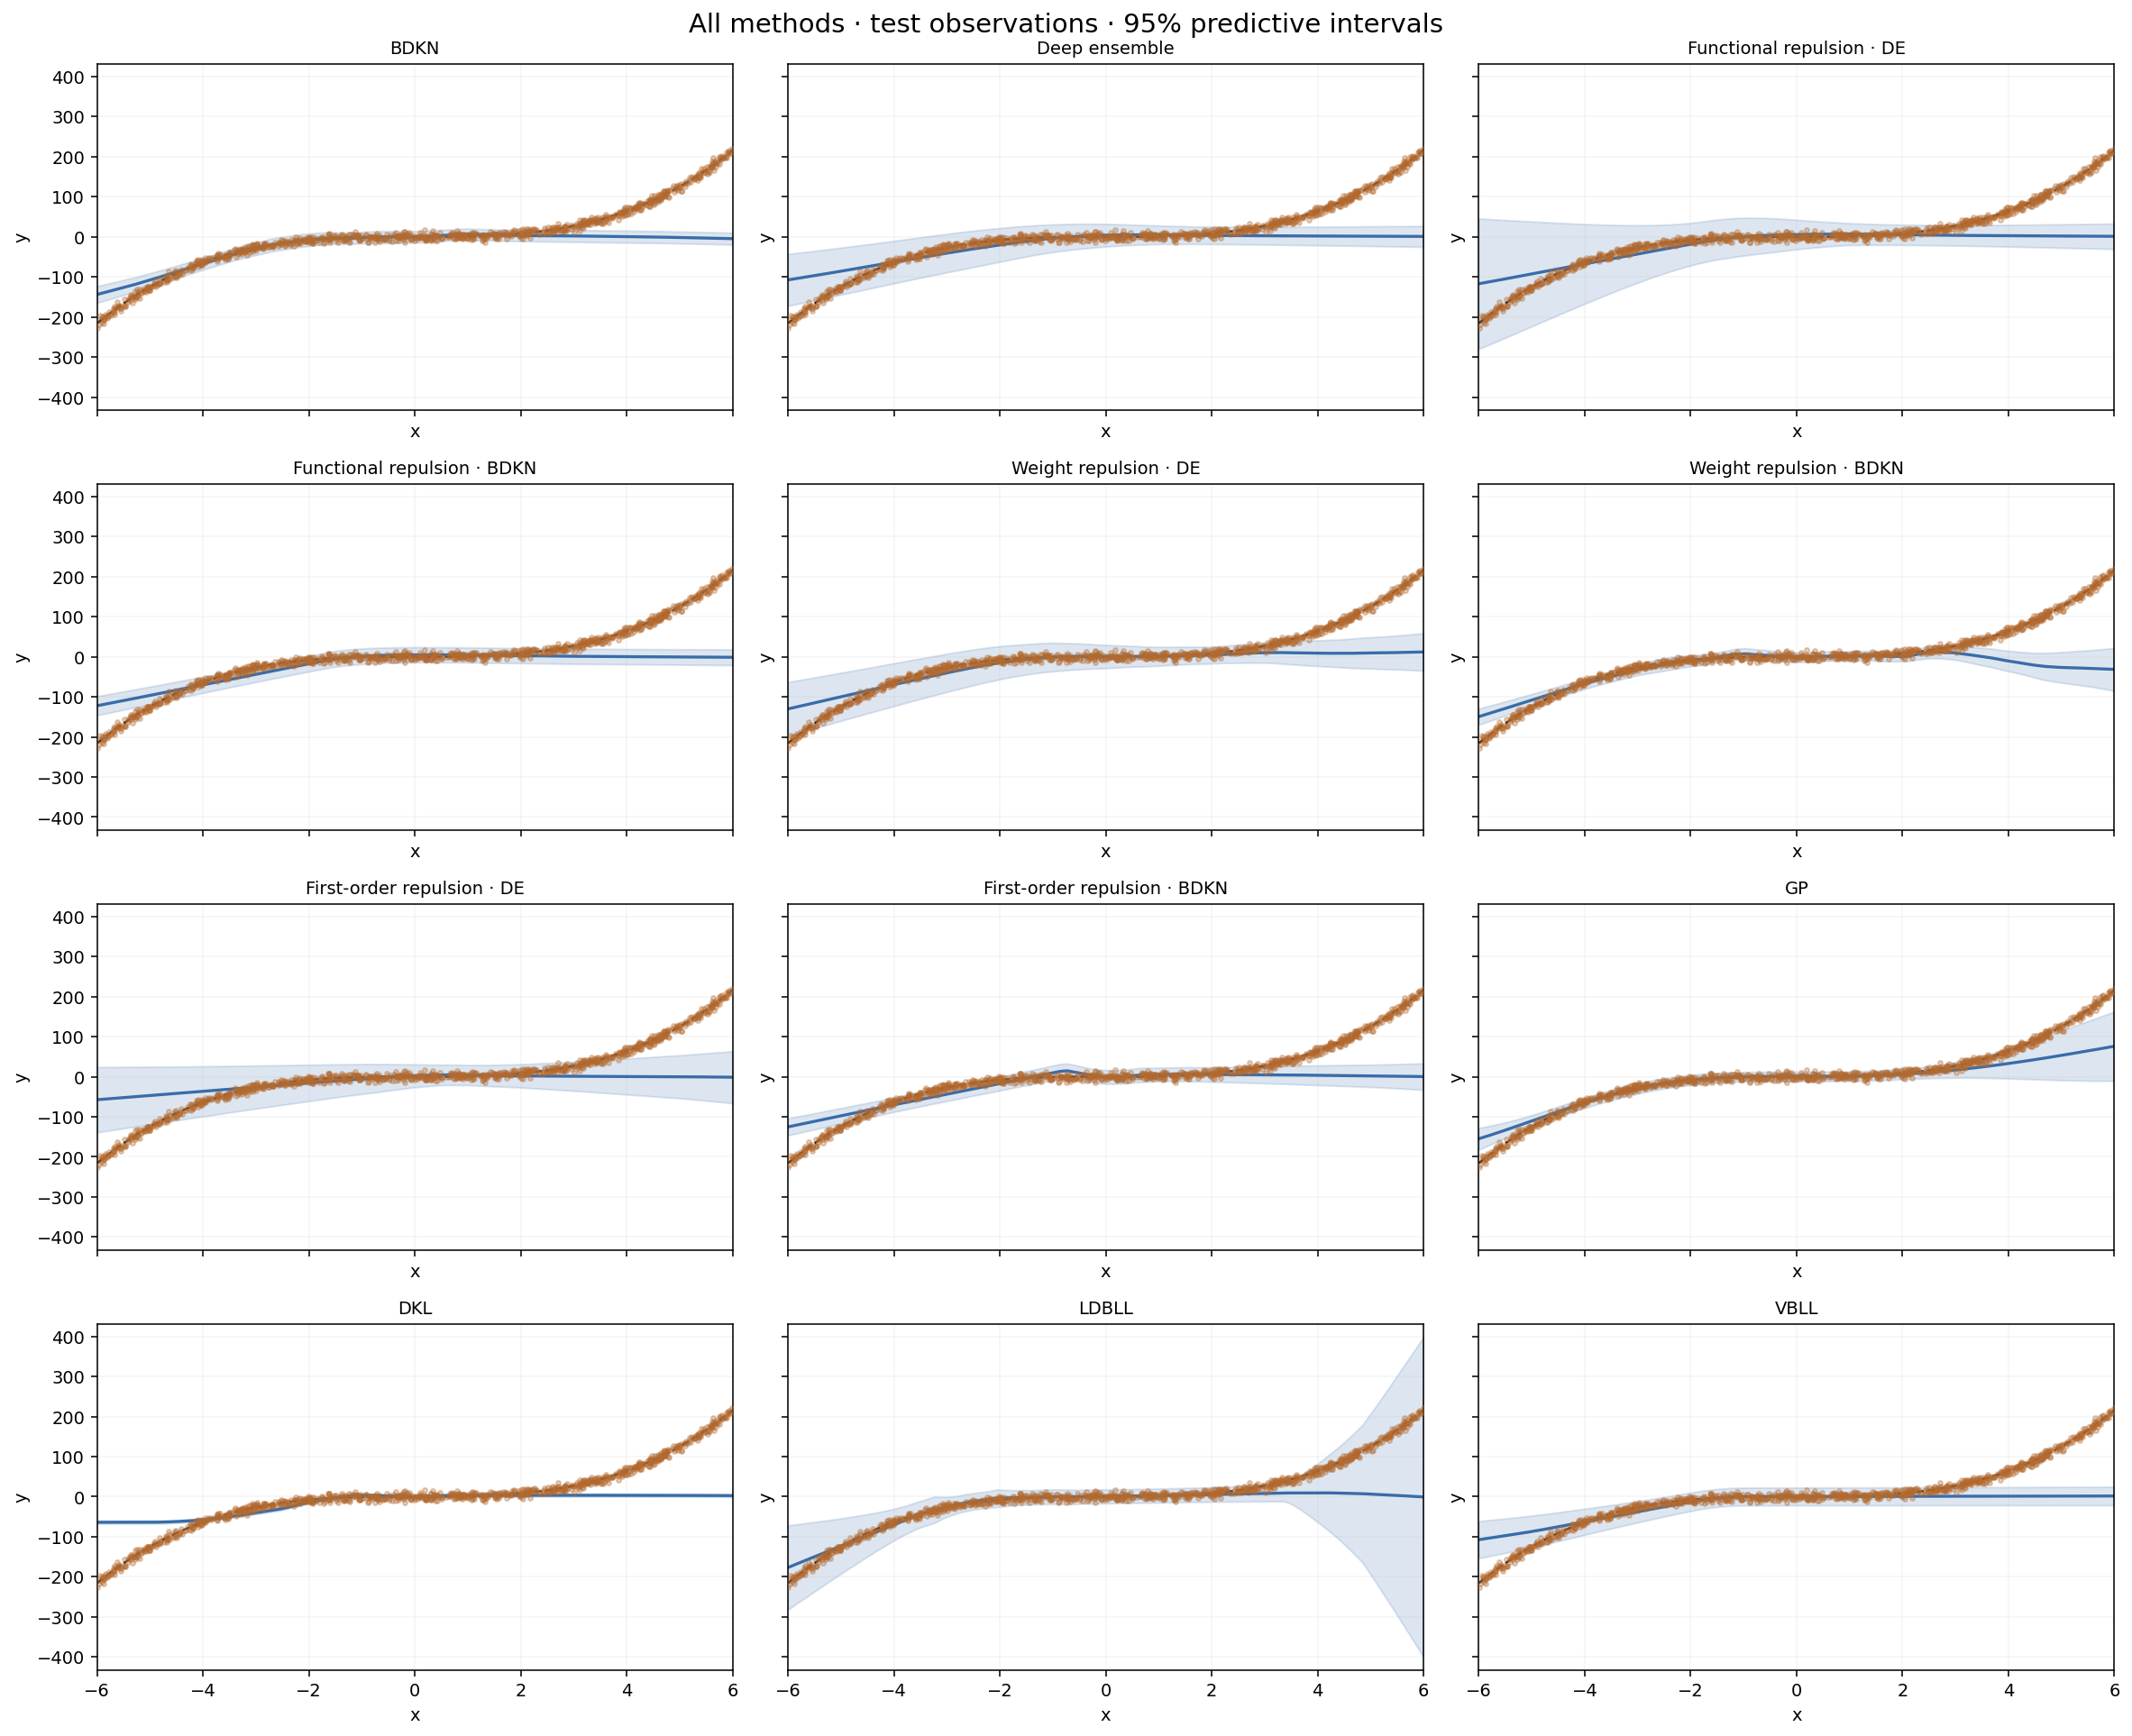 All methods · test observations · 95% predictive intervals
BDKN
Deep ensemble
Functional repulsion · DE
400
300
200
100
0
−100
−200
−300
−400
y
y
y
x
x
x
Functional repulsion · BDKN
Weight repulsion · DE
Weight repulsion · BDKN
400
300
200
100
0
−100
−200
−300
−400
y
y
y
x
x
x
First-order repulsion · DE
First-order repulsion · BDKN
GP
400
300
200
100
0
−100
−200
−300
−400
y
y
y
x
x
x
DKL
LDBLL
VBLL
400
300
200
100
0
−100
−200
−300
−400
y
y
y
−6 −4 −2 0 2 4 6
−6 −4 −2 0 2 4 6
−6 −4 −2 0 2 4 6
x
x
x